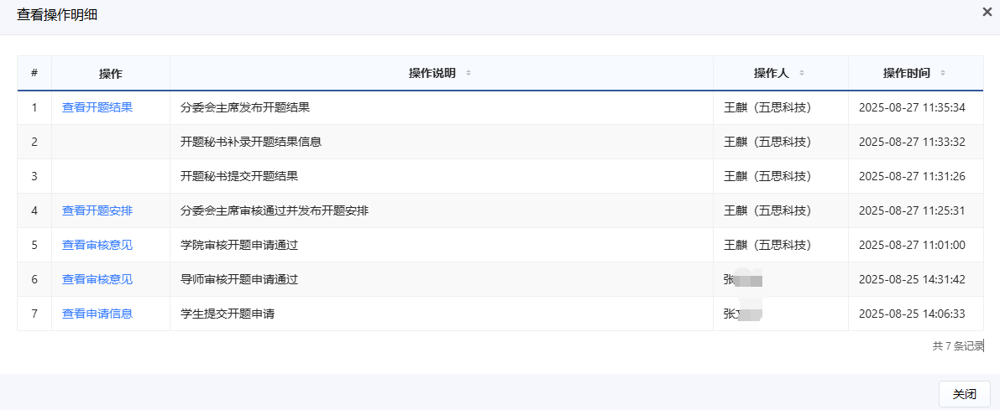 查看操作明细
# 操作 操作说明 操作人 操作时间
1 查看开题结果 分委会主席发布开题结果 王麒（五思科技） 2025-08-27 11:35:34
2 开题秘书补录开题结果信息 王麒（五思科技） 2025-08-27 11:33:32
3 开题秘书提交开题结果 王麒（五思科技） 2025-08-27 11:31:26
4 查看开题安排 分委会主席审核通过并发布开题安排 王麒（五思科技） 2025-08-27 11:25:31
5 查看审核意见 学院审核开题申请通过 王麒（五思科技） 2025-08-27 11:01:00
6 查看审核意见 导师审核开题申请通过 张 2025-08-25 14:31:42
7 查看申请信息 学生提交开题申请 张 2025-08-25 14:06:33
共 7 条记录
关闭